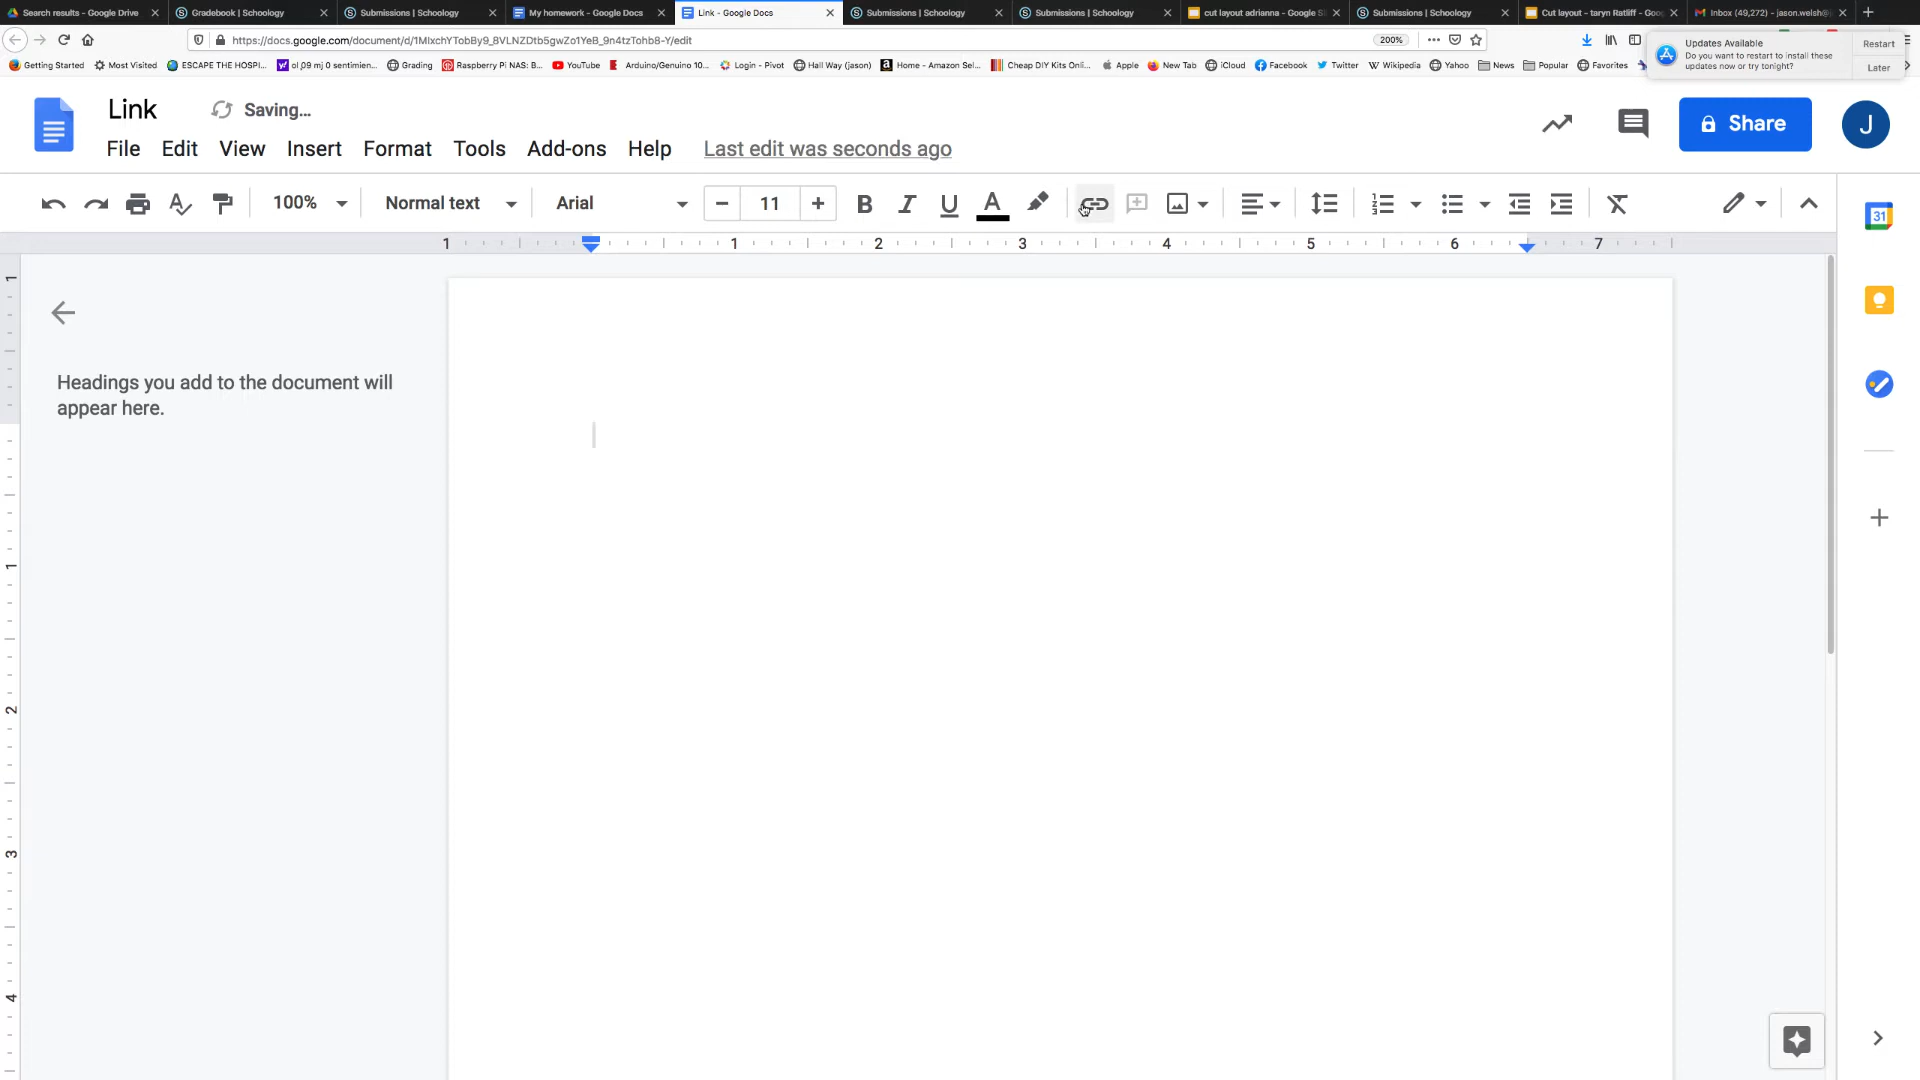 Search results - Google Drive
Gradebook | Schoology
Submissions | Schoology
My homework - Google Docs
Link - Google Docs
Submissions | Schoology
Submissions | Schoology
cut layout adrianna - Google Sl
Submissions | Schoology
Cut layout - taryn Ratliff - Goo
Inbox (49,272) - jason.welsh@
https://docs.google.com/document/d/1MlxchYTobBy9_8VLNZDtb5gwZo1YeB_9n4tzTohb8-Y/edit
200%
Getting Started
Most Visited
ESCAPE THE HOSPI...
ol ,09 mj 0 sentimien...
Grading
Raspberry Pi NAS: B...
YouTube
Arduino/Genuino 10...
Login - Pivot
Hall Way (jason)
Home - Amazon Sel...
Cheap DIY Kits Onli...
Apple
New Tab
iCloud
Facebook
Twitter
Wikipedia
Yahoo
News
Popular
Favorites
Updates Available
Do you want to restart to install these
updates now or try tonight?
Restart
Later
Link
Saving...
File Edit View Insert Format Tools Add-ons Help
Last edit was seconds ago
Share
J
100%
Normal text
Arial
11
B I U A
1 1 2 3 4 5 6 7
31
Headings you add to the document will
appear here.
1
1
2
3
4